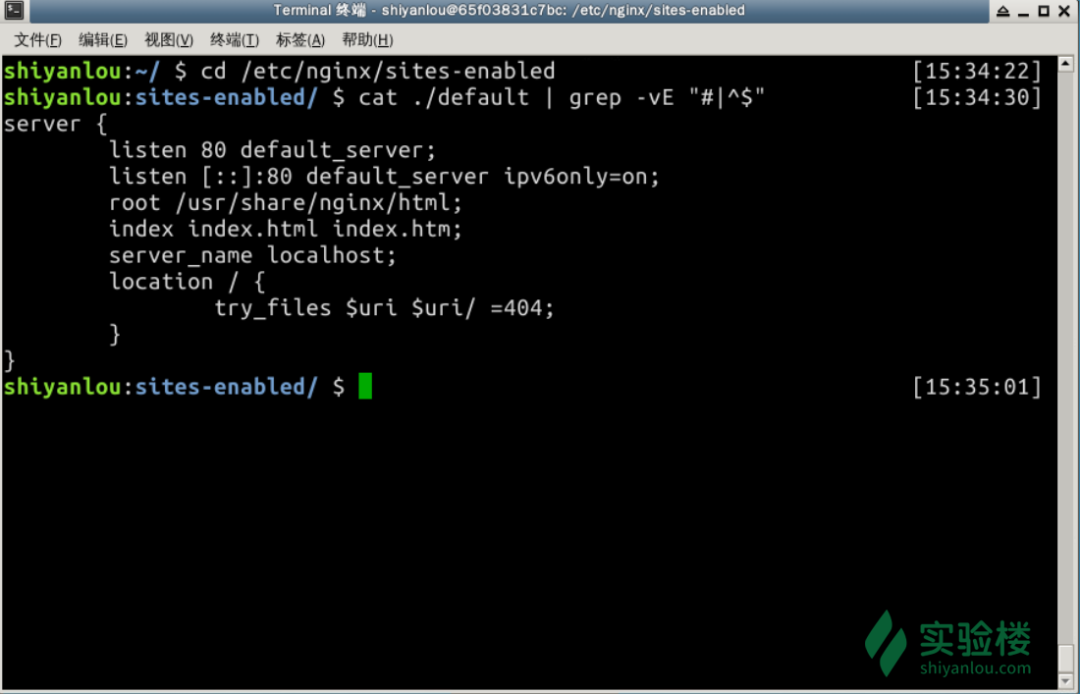 Terminal 终端 - shiyanlou@65f03831c7bc: /etc/nginx/sites-enabled
文件(F) 编辑(E) 视图(V) 终端(T) 标签(A) 帮助(H)
shiyanlou:~/ $ cd /etc/nginx/sites-enabled [15:34:22]
shiyanlou:sites-enabled/ $ cat ./default | grep -vE "#|^$" [15:34:30]
server {
        listen 80 default_server;
        listen [::]:80 default_server ipv6only=on;
        root /usr/share/nginx/html;
        index index.html index.htm;
        server_name localhost;
        location / {
                try_files $uri $uri/ =404;
        }
}
shiyanlou:sites-enabled/ $ [15:35:01]
实验楼
shiyanlou.com